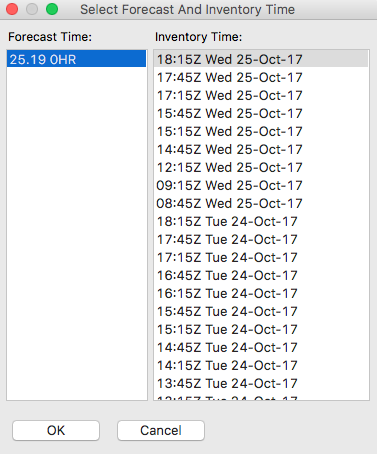 Select Forecast And Inventory Time
Forecast Time:
25.19 0HR
Inventory Time:
18:15Z Wed 25-Oct-17
17:45Z Wed 25-Oct-17
17:15Z Wed 25-Oct-17
15:45Z Wed 25-Oct-17
15:15Z Wed 25-Oct-17
14:45Z Wed 25-Oct-17
12:15Z Wed 25-Oct-17
09:15Z Wed 25-Oct-17
08:45Z Wed 25-Oct-17
18:15Z Tue 24-Oct-17
17:45Z Tue 24-Oct-17
17:15Z Tue 24-Oct-17
16:45Z Tue 24-Oct-17
16:15Z Tue 24-Oct-17
15:45Z Tue 24-Oct-17
15:15Z Tue 24-Oct-17
14:45Z Tue 24-Oct-17
14:15Z Tue 24-Oct-17
13:45Z Tue 24-Oct-17
OK
Cancel